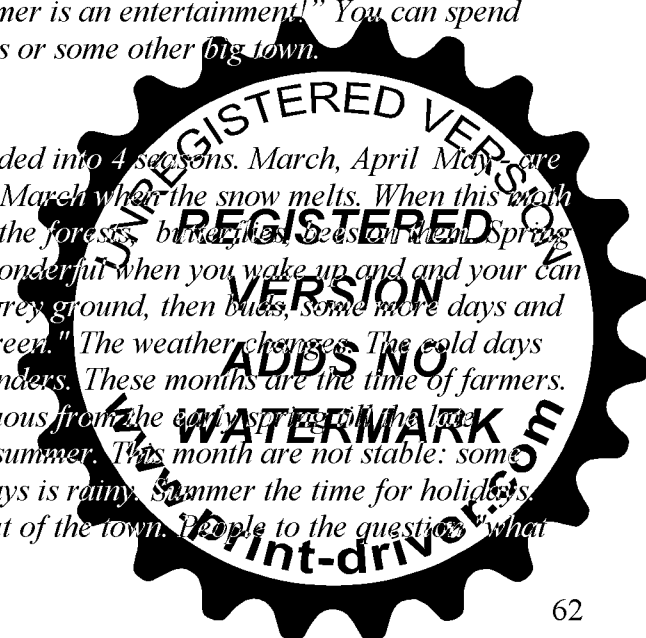 mer is an entertainment!” You can spend
s or some other big town.
ded into 4 seasons. March, April May - are
March when the snow melts. When this moth
the forests, butterflies, bees on them. Spring
onderful when you wake up and and your can
grey ground, then buds, some more days and
reen." The weather changes. The cold days
nders. These months are the time of farmers.
uous from the early spring till the late
summer. This month are not stable: some
ys is rainy. Summer the time for holidays.
t of the town. People to the question "what
62
UNREGISTERED VERSION
REGISTERED
VERSION
ADDS NO
WATERMARK
www.print-driver.com